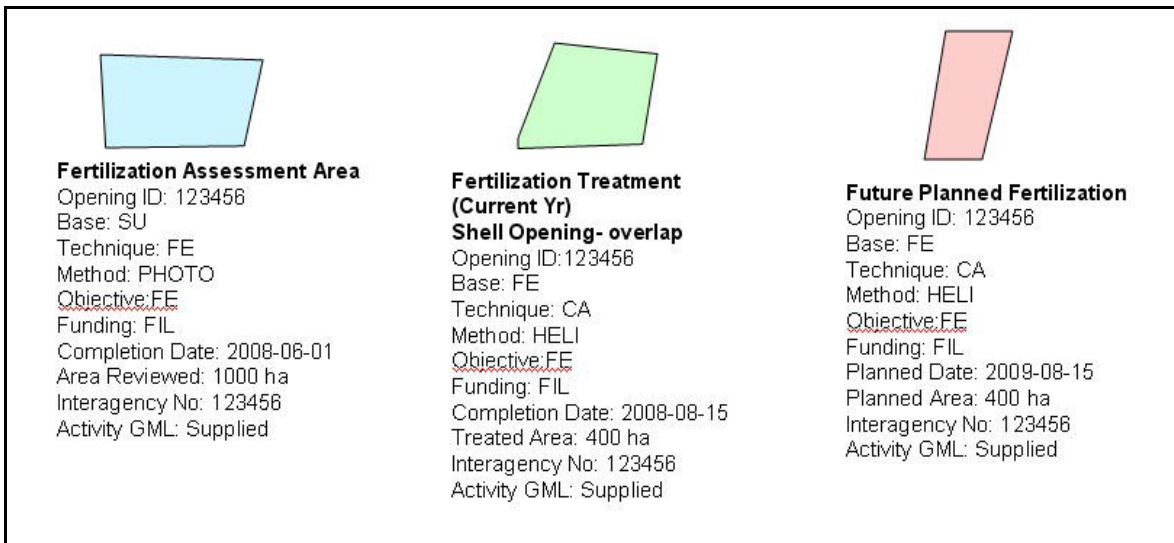 Fertilization Assessment Area
Opening ID: 123456
Base: SU
Technique: FE
Method: PHOTO
Objective:FE
Funding: FIL
Completion Date: 2008-06-01
Area Reviewed: 1000 ha
Interagency No: 123456
Activity GML: Supplied
Fertilization Treatment
(Current Yr)
Shell Opening- overlap
Opening ID:123456
Base: FE
Technique: CA
Method: HELI
Objective:FE
Funding: FIL
Completion Date: 2008-08-15
Treated Area: 400 ha
Interagency No: 123456
Activity GML: Supplied
Future Planned Fertilization
Opening ID: 123456
Base: FE
Technique: CA
Method: HELI
Objective:FE
Funding: FIL
Planned Date: 2009-08-15
Planned Area: 400 ha
Interagency No: 123456
Activity GML: Supplied